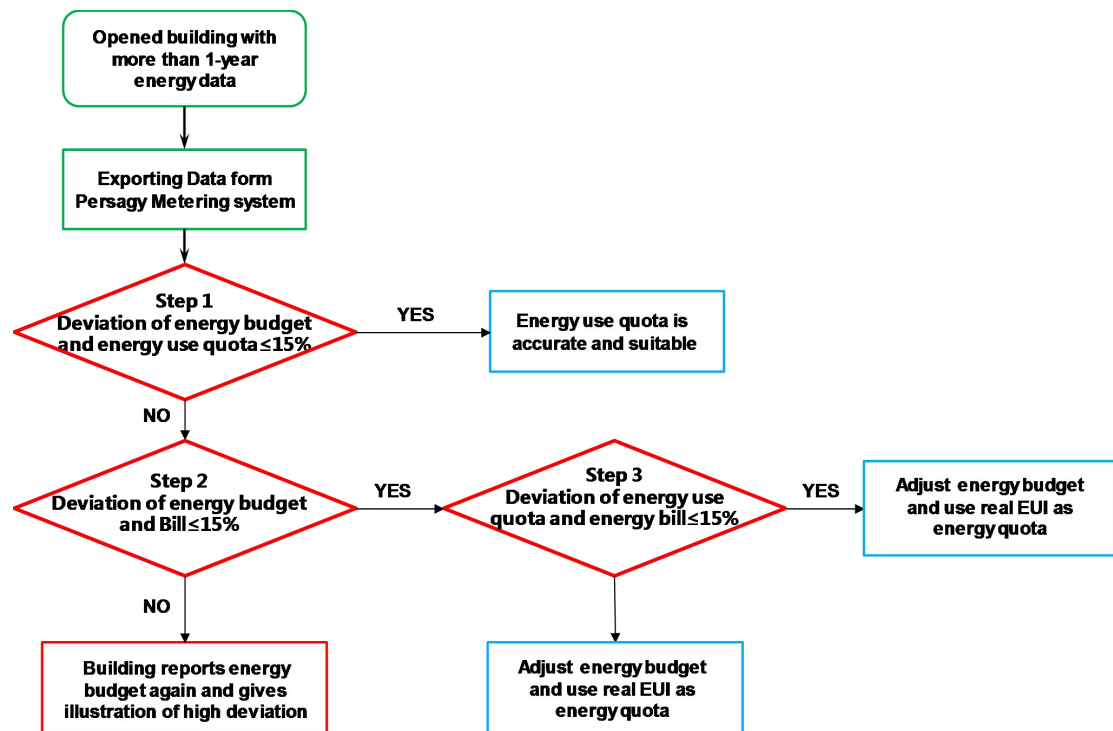 Opened building with
more than 1-year
energy data
Exporting Data form
Persagy Metering system
Step 1
Deviation of energy budget
and energy use quota≤15%
YES
Energy use quota is
accurate and suitable
NO
Step 2
Deviation of energy budget
and Bill≤15%
YES
Step 3
Deviation of energy use
quota and energy bill≤15%
YES
Adjust energy budget
and use real EUI as
energy quota
NO
Building reports energy
budget again and gives
illustration of high deviation
Adjust energy budget
and use real EUI as
energy quota